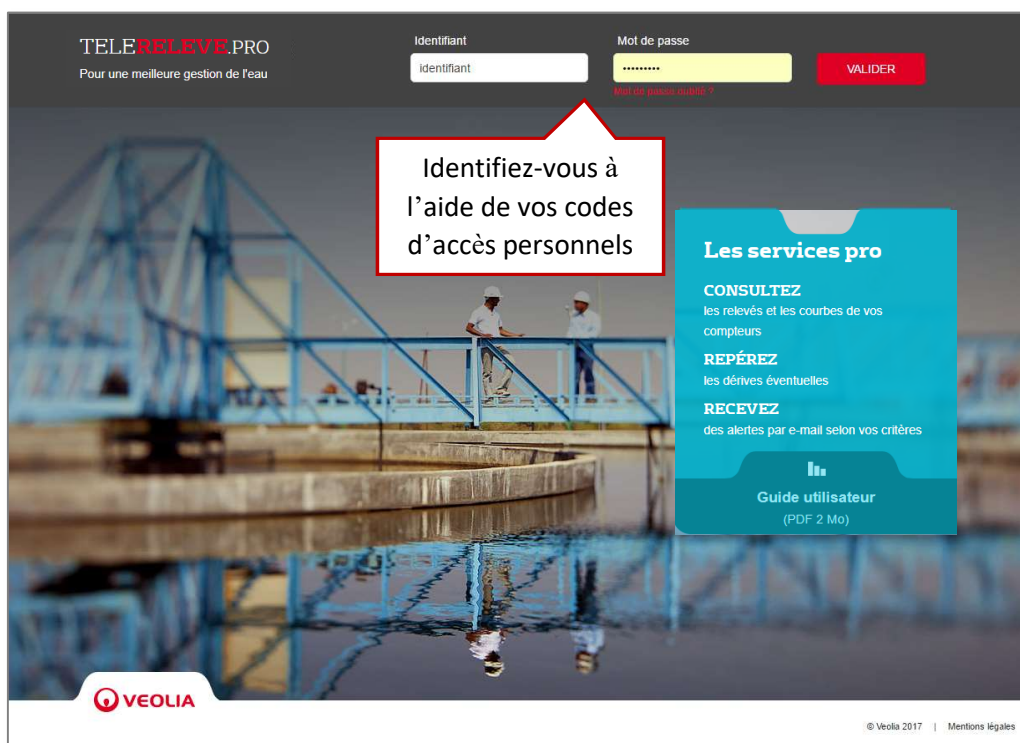 TELERELEVE.PRO
Pour une meilleure gestion de l'eau
Identifiant
identifiant
Mot de passe
•••••••••
Mot de passe oublié ?
VALIDER
Identifiez-vous à
l'aide de vos codes
d'accès personnels
Les services pro
CONSULTEZ
les relevés et les courbes de vos
compteurs
REPÉREZ
les dérives éventuelles
RECEVEZ
des alertes par e-mail selon vos critères
Guide utilisateur
(PDF 2 Mo)
VEOLIA
© Veolia 2017 | Mentions légales